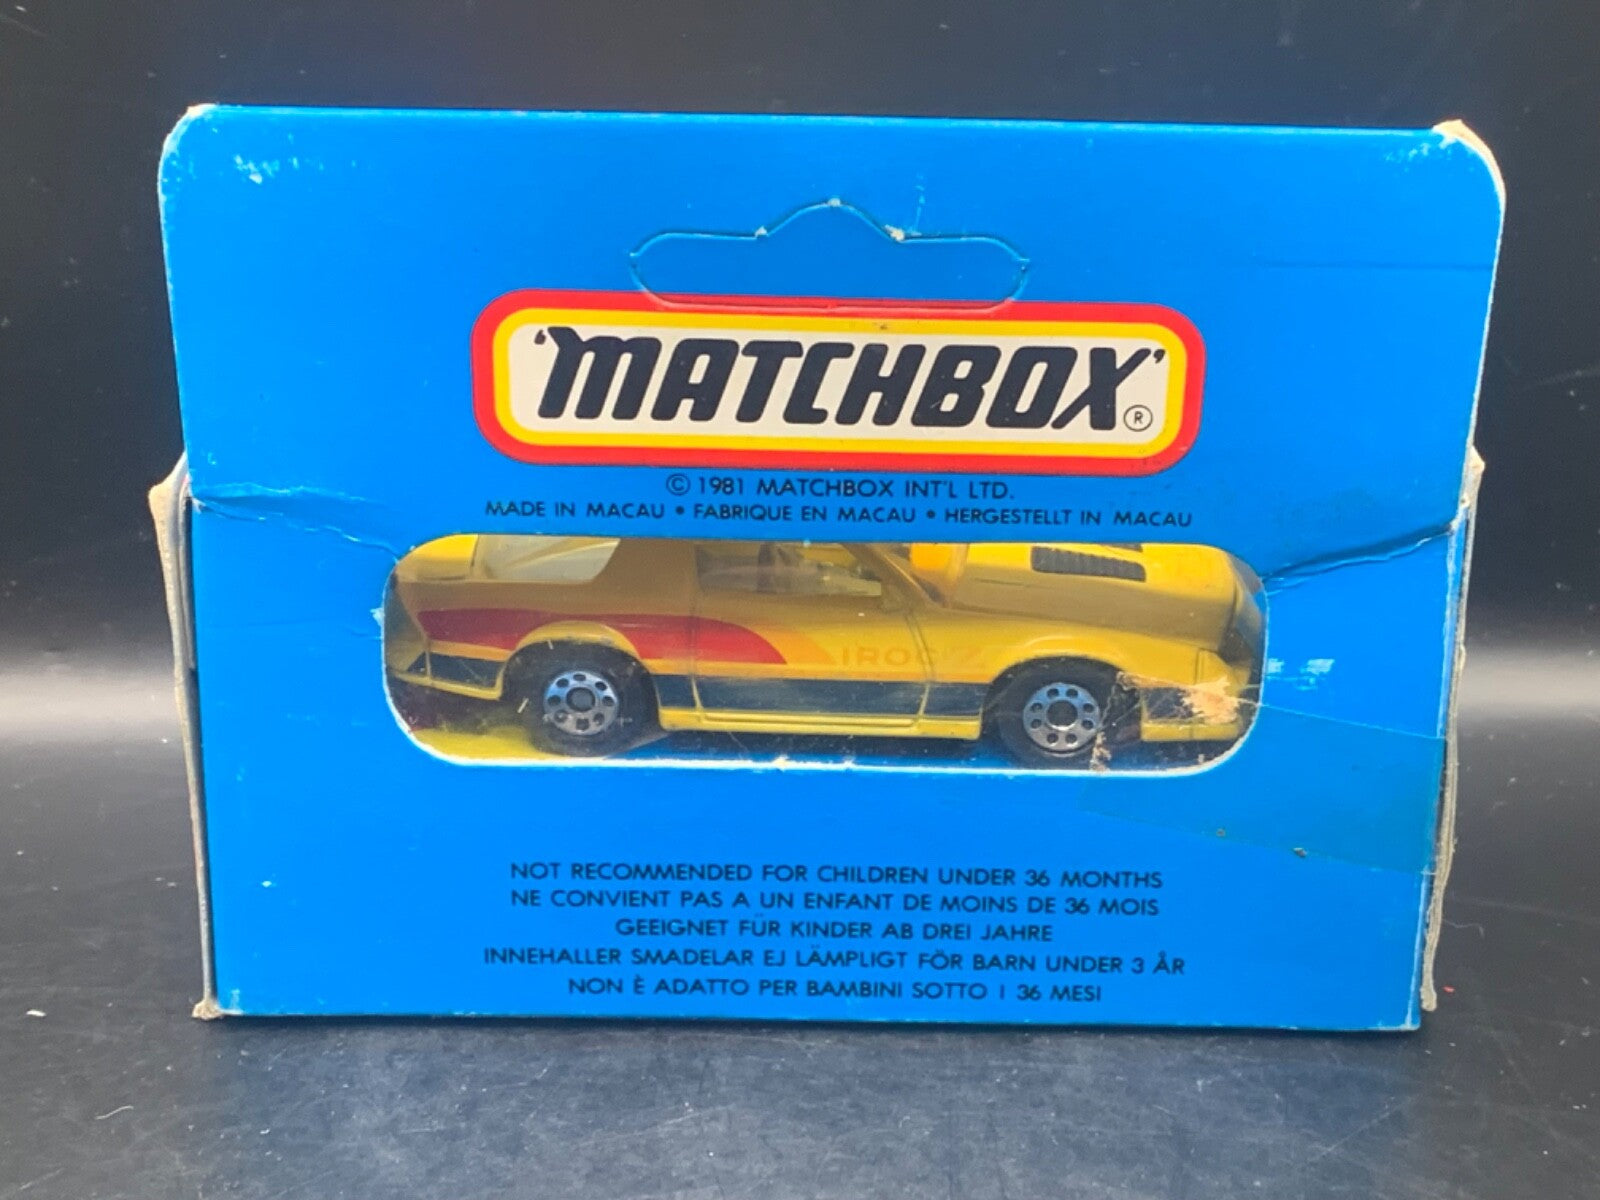 'MATCHBOX'®
© 1981 MATCHBOX INT'L LTD.
MADE IN MACAU • FABRIQUE EN MACAU • HERGESTELLT IN MACAU
IROC Z
NOT RECOMMENDED FOR CHILDREN UNDER 36 MONTHS
NE CONVIENT PAS A UN ENFANT DE MOINS DE 36 MOIS
GEEIGNET FÜR KINDER AB DREI JAHRE
INNEHALLER SMADELAR EJ LÄMPLIGT FÖR BARN UNDER 3 ÅR
NON È ADATTO PER BAMBINI SOTTO I 36 MESI